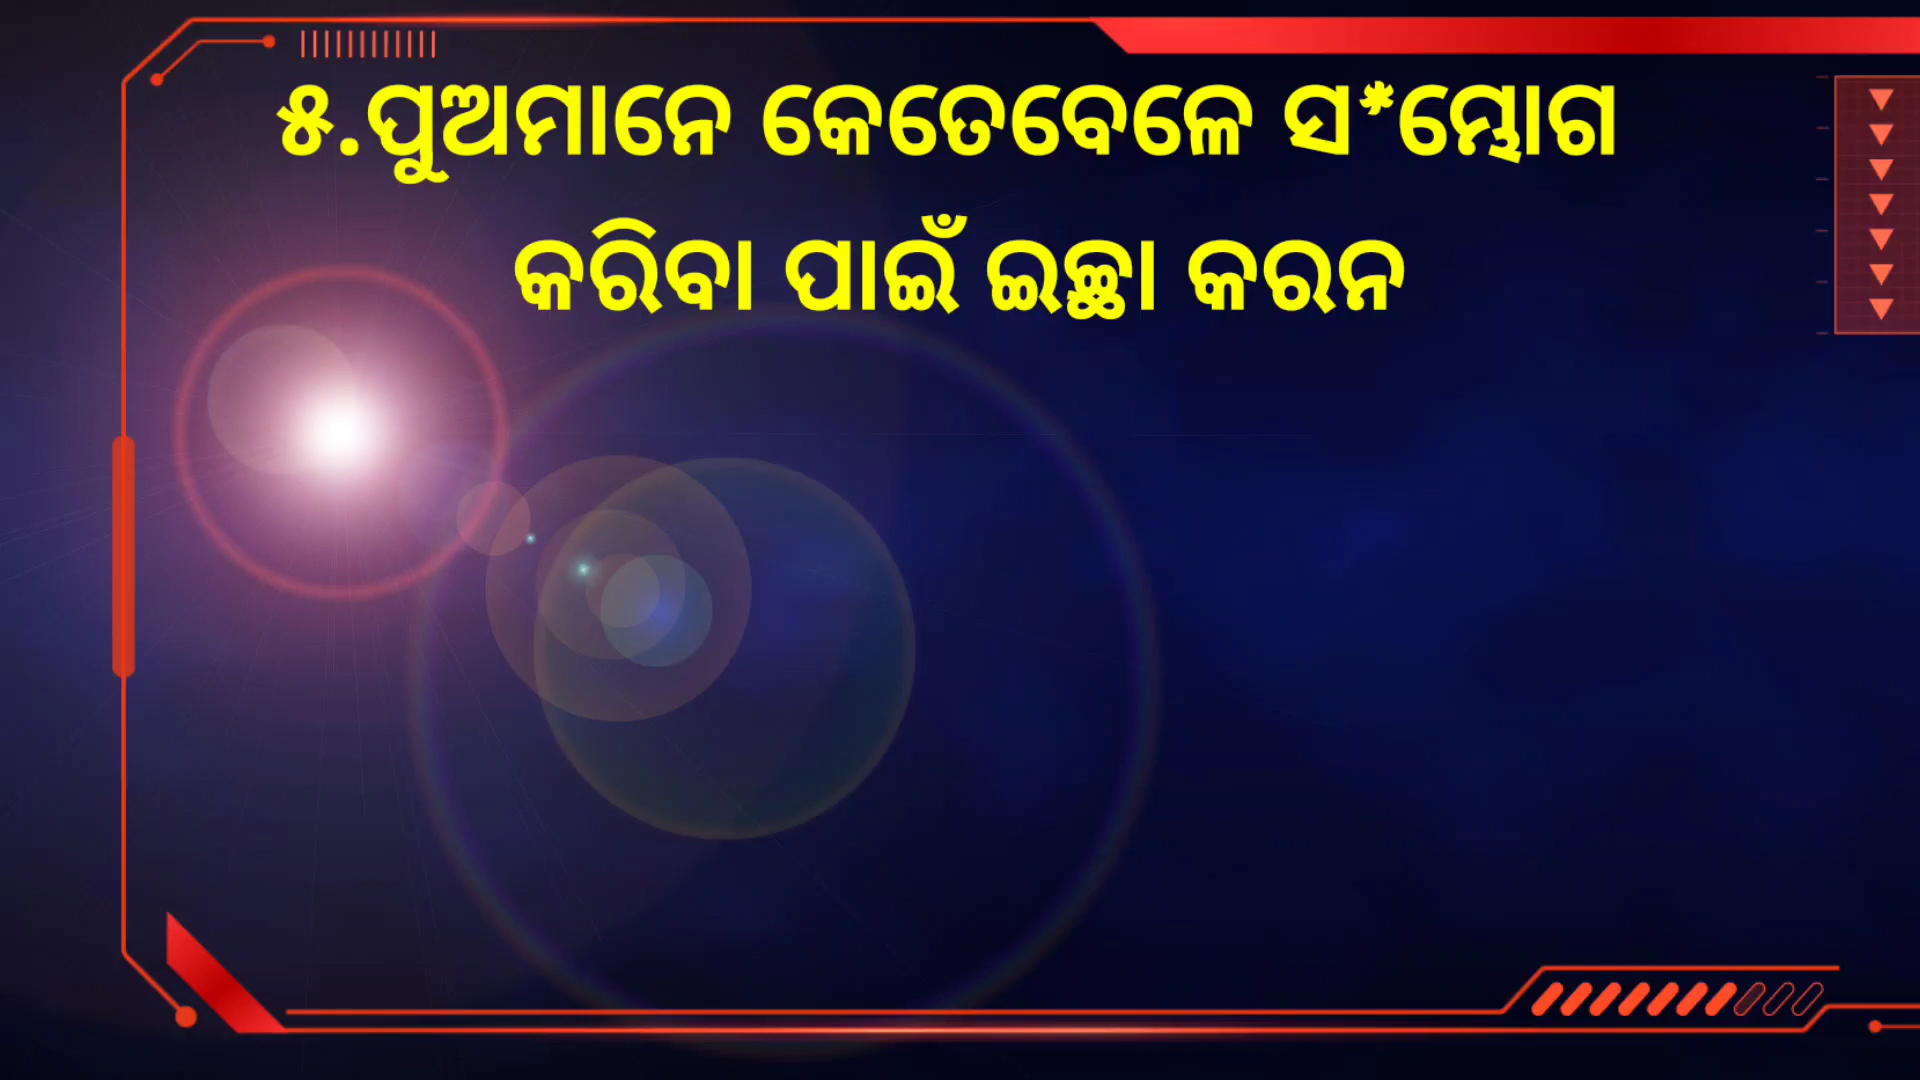 ୫.ପୁଅମାନେ କେତେବେଳେ ସ*ମ୍ଭୋଗ
କରିବା ପାଇଁ ଇଚ୍ଛା କରନ